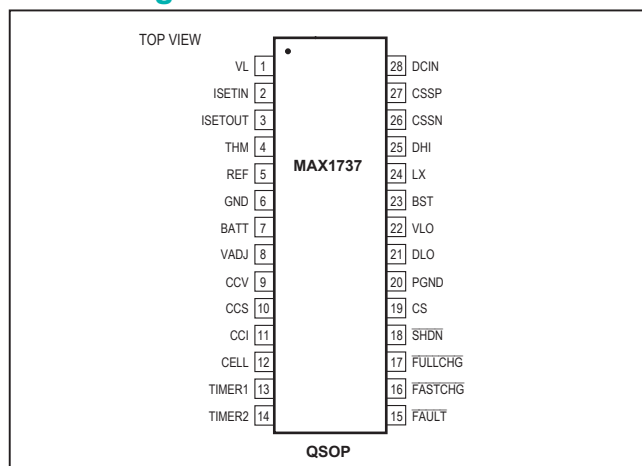 TOP VIEW
VL 1
ISETIN 2
ISETOUT 3
THM 4
REF 5
GND 6
BATT 7
VADJ 8
CCV 9
CCS 10
CCI 11
CELL 12
TIMER1 13
TIMER2 14
MAX1737
28 DCIN
27 CSSP
26 CSSN
25 DHI
24 LX
23 BST
22 VLO
21 DLO
20 PGND
19 CS
18 SHDN
17 FULLCHG
16 FASTCHG
15 FAULT
QSOP